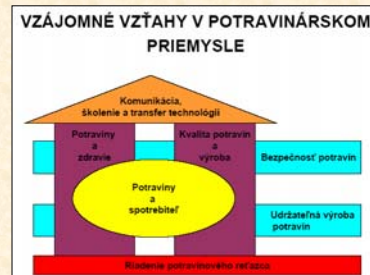 VZÁJOMNÉ VZŤAHY V POTRAVINÁRSKOM
PRIEMYSLE
Komunikácia,
školenie a transfer technológií
Potraviny
a
zdravie
Kvalita potravín
a
výroba
Bezpečnosť potravín
Potraviny
a
spotrebiteľ
Udržateľná výroba
potravín
Riadenie potravinového reťazca